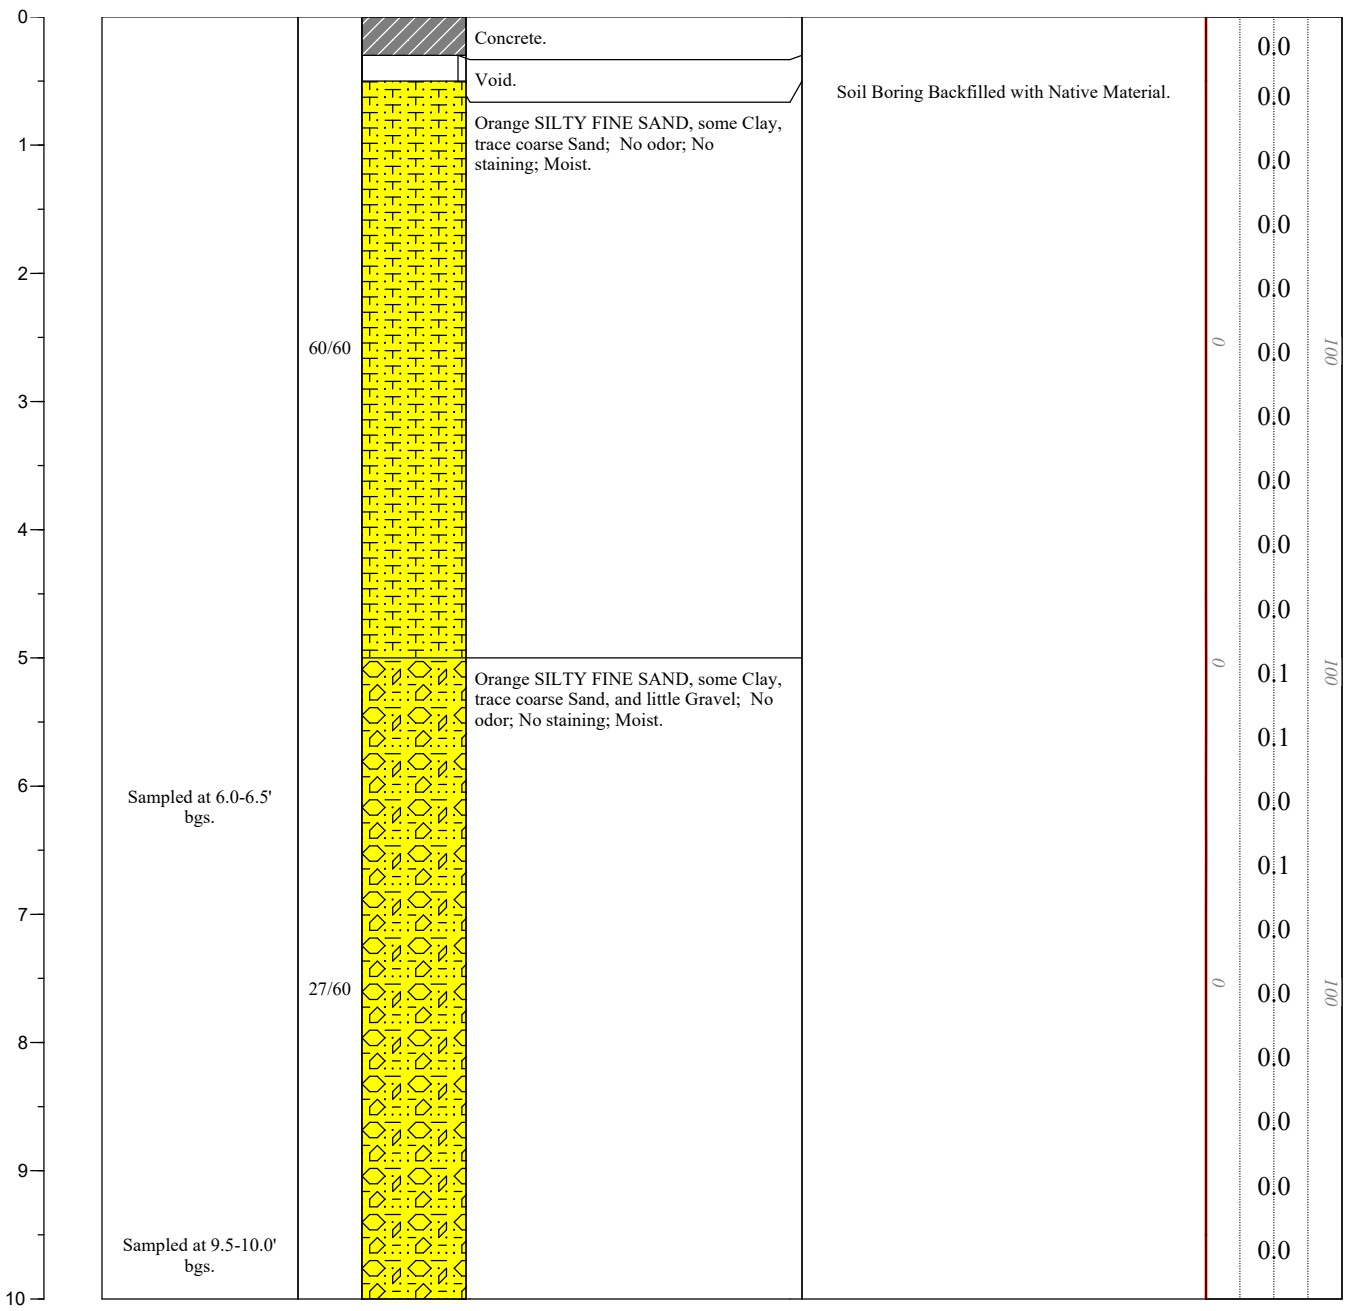 0
1
2
3
4
5
6
7
8
9
10
Sampled at 6.0-6.5'
bgs.
Sampled at 9.5-10.0'
bgs.
60/60
27/60
Concrete.
Void.
Orange SILTY FINE SAND, some Clay,
trace coarse Sand;  No odor; No
staining; Moist.
Orange SILTY FINE SAND, some Clay,
trace coarse Sand, and little Gravel;  No
odor; No staining; Moist.
Soil Boring Backfilled with Native Material.
0.0
0.0
0.0
0.0
0.0
0 0.0 100
0.0
0.0
0.0
0.0
0 0.1 100
0.1
0.0
0.1
0.0
0 0.0 100
0.0
0.0
0.0
0.0